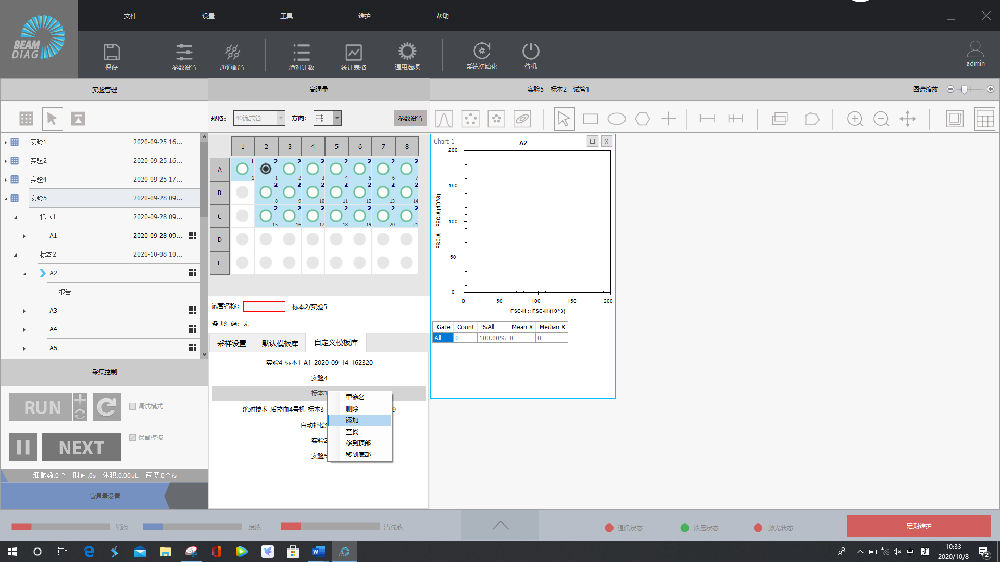 文件 设置 工具 维护 帮助
BEAM
DIAG
保存 参数设置 通道配置 绝对计数 统计表格 通用选项 系统初始化 待机 admin
实验管理 高通量 实验5 - 标本2 - 试管1 图谱缩放
规格: 40流式管 方向: 参数设置
实验1 2020-09-25 16...
实验2 2020-09-25 16...
实验4 2020-09-25 17...
实验5 2020-09-28 09...
标本1 2020-09-28 09...
A1 2020-09-28 09...
标本2 2020-10-08 10...
A2
报告
A3
A4
A5
1 2 3 4 5 6 7 8
A 1 2 2 2 2 2 2 2
1 1 2 3 4 5 6 7
B 2 2 2 2 2 2 2
8 9 10 11 12 13 14
C 2 2 2 2 2 2 2
15 16 17 18 19 20 21
D
E
试管名称: 标本2/实验5
条 形 码: 无
采样设置 默认模板库 自定义模板库
实验4_标本1_A1_2020-09-14-162320
实验4
标本1
绝对技术-质控血4号机_标本3_ 9
自动补偿
实验2
实验5
重命名
删除
添加
查找
移到顶部
移到底部
Chart 1 A2 X
200
150
100
50
0
FSC-A :: FSC-A (10^3)
0 50 100 150 200
FSC-H :: FSC-H (10^3)
Gate Count %All Mean X Median X
All 0 100.00% 0 0
采集控制
RUN 调试模式
NEXT 保留模板
细胞数:0个 时间:0s 体积:0.00uL 速度:0个/s
高通量设置
鞘液 废液 清洗液 通讯状态 液压状态 激光状态 定期维护
中 拼 10:33
2020/10/8 2